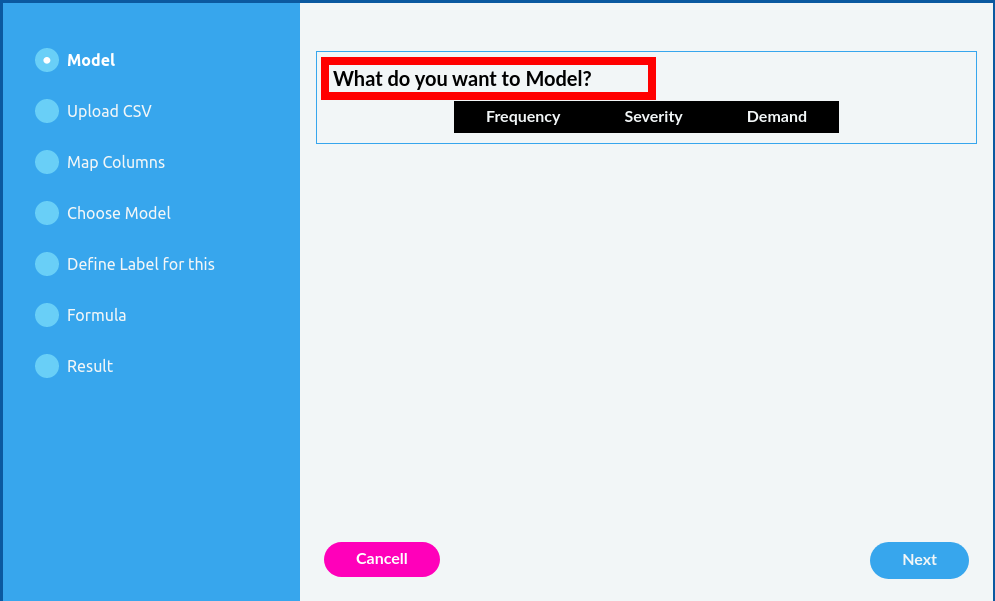 Model
Upload CSV
Map Columns
Choose Model
Define Label for this
Formula
Result
What do you want to Model?
Frequency Severity Demand
Cancell Next